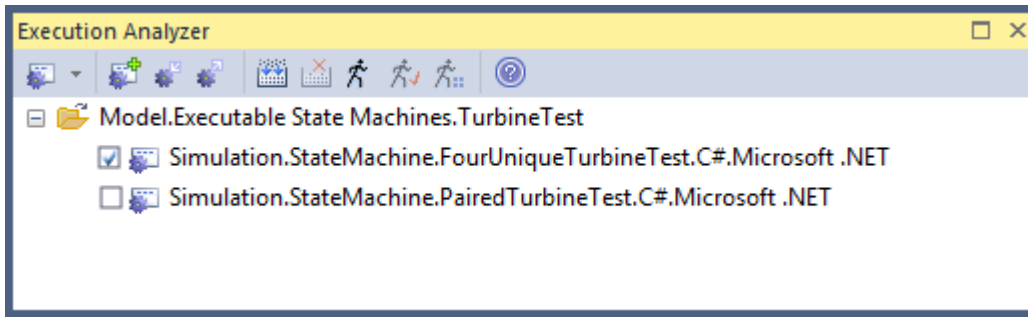 Execution Analyzer
Model.Executable State Machines.TurbineTest
Simulation.StateMachine.FourUniqueTurbineTest.C#.Microsoft .NET
Simulation.StateMachine.PairedTurbineTest.C#.Microsoft .NET